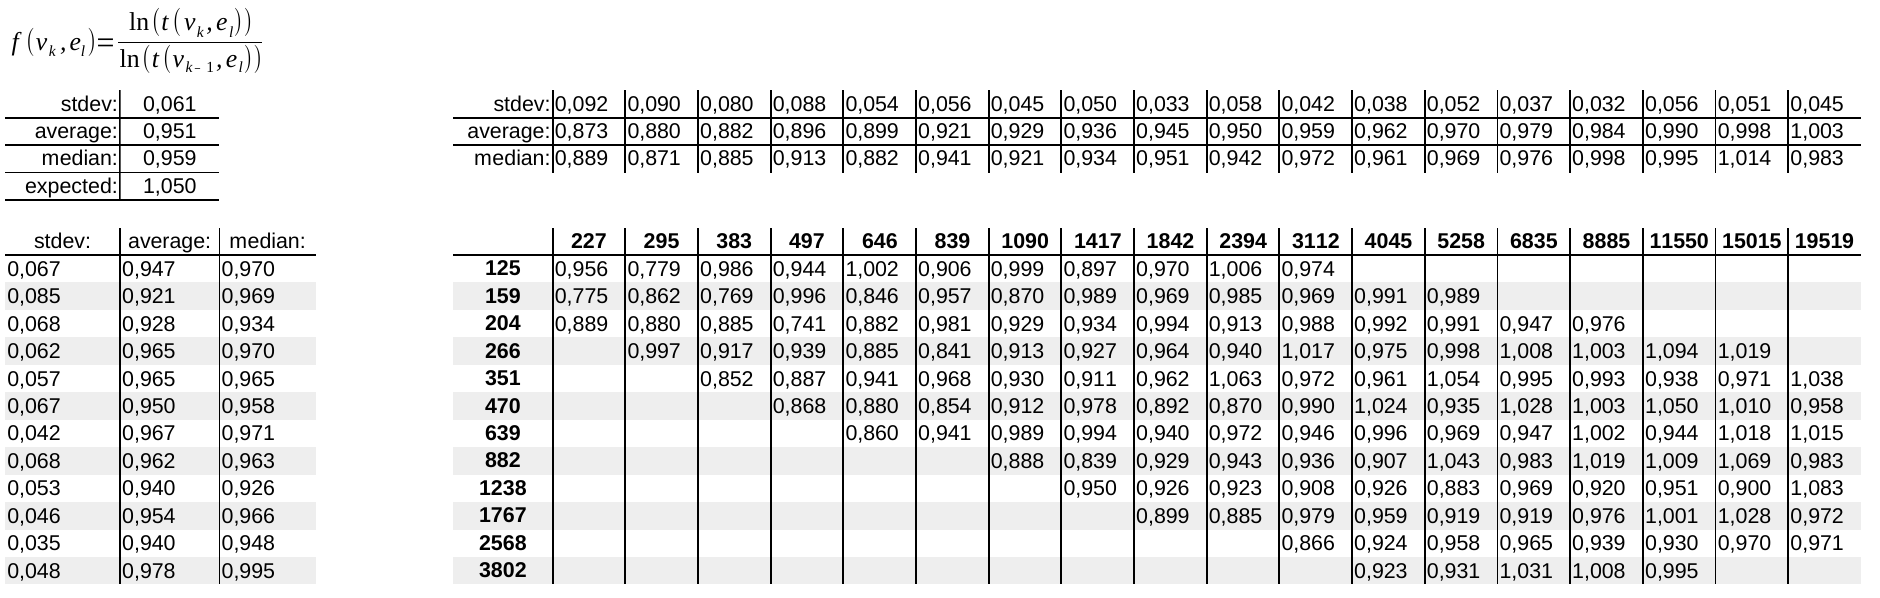 f(v_k, e_l) = ln(t(v_k, e_l)) / ln(t(v_{k-1}, e_l))
stdev: 0,061 stdev: 0,092 0,090 0,080 0,088 0,054 0,056 0,045 0,050 0,033 0,058 0,042 0,038 0,052 0,037 0,032 0,056 0,051 0,045
average: 0,951 average: 0,873 0,880 0,882 0,896 0,899 0,921 0,929 0,936 0,945 0,950 0,959 0,962 0,970 0,979 0,984 0,990 0,998 1,003
median: 0,959 median: 0,889 0,871 0,885 0,913 0,882 0,941 0,921 0,934 0,951 0,942 0,972 0,961 0,969 0,976 0,998 0,995 1,014 0,983
expected: 1,050
stdev: average: median: 227 295 383 497 646 839 1090 1417 1842 2394 3112 4045 5258 6835 8885 11550 15015 19519
0,067 0,947 0,970 125 0,956 0,779 0,986 0,944 1,002 0,906 0,999 0,897 0,970 1,006 0,974
0,085 0,921 0,969 159 0,775 0,862 0,769 0,996 0,846 0,957 0,870 0,989 0,969 0,985 0,969 0,991 0,989
0,068 0,928 0,934 204 0,889 0,880 0,885 0,741 0,882 0,981 0,929 0,934 0,994 0,913 0,988 0,992 0,991 0,947 0,976
0,062 0,965 0,970 266 0,997 0,917 0,939 0,885 0,841 0,913 0,927 0,964 0,940 1,017 0,975 0,998 1,008 1,003 1,094 1,019
0,057 0,965 0,965 351 0,852 0,887 0,941 0,968 0,930 0,911 0,962 1,063 0,972 0,961 1,054 0,995 0,993 0,938 0,971 1,038
0,067 0,950 0,958 470 0,868 0,880 0,854 0,912 0,978 0,892 0,870 0,990 1,024 0,935 1,028 1,003 1,050 1,010 0,958
0,042 0,967 0,971 639 0,860 0,941 0,989 0,994 0,940 0,972 0,946 0,996 0,969 0,947 1,002 0,944 1,018 1,015
0,068 0,962 0,963 882 0,888 0,839 0,929 0,943 0,936 0,907 1,043 0,983 1,019 1,009 1,069 0,983
0,053 0,940 0,926 1238 0,950 0,926 0,923 0,908 0,926 0,883 0,969 0,920 0,951 0,900 1,083
0,046 0,954 0,966 1767 0,899 0,885 0,979 0,959 0,919 0,919 0,976 1,001 1,028 0,972
0,035 0,940 0,948 2568 0,866 0,924 0,958 0,965 0,939 0,930 0,970 0,971
0,048 0,978 0,995 3802 0,923 0,931 1,031 1,008 0,995